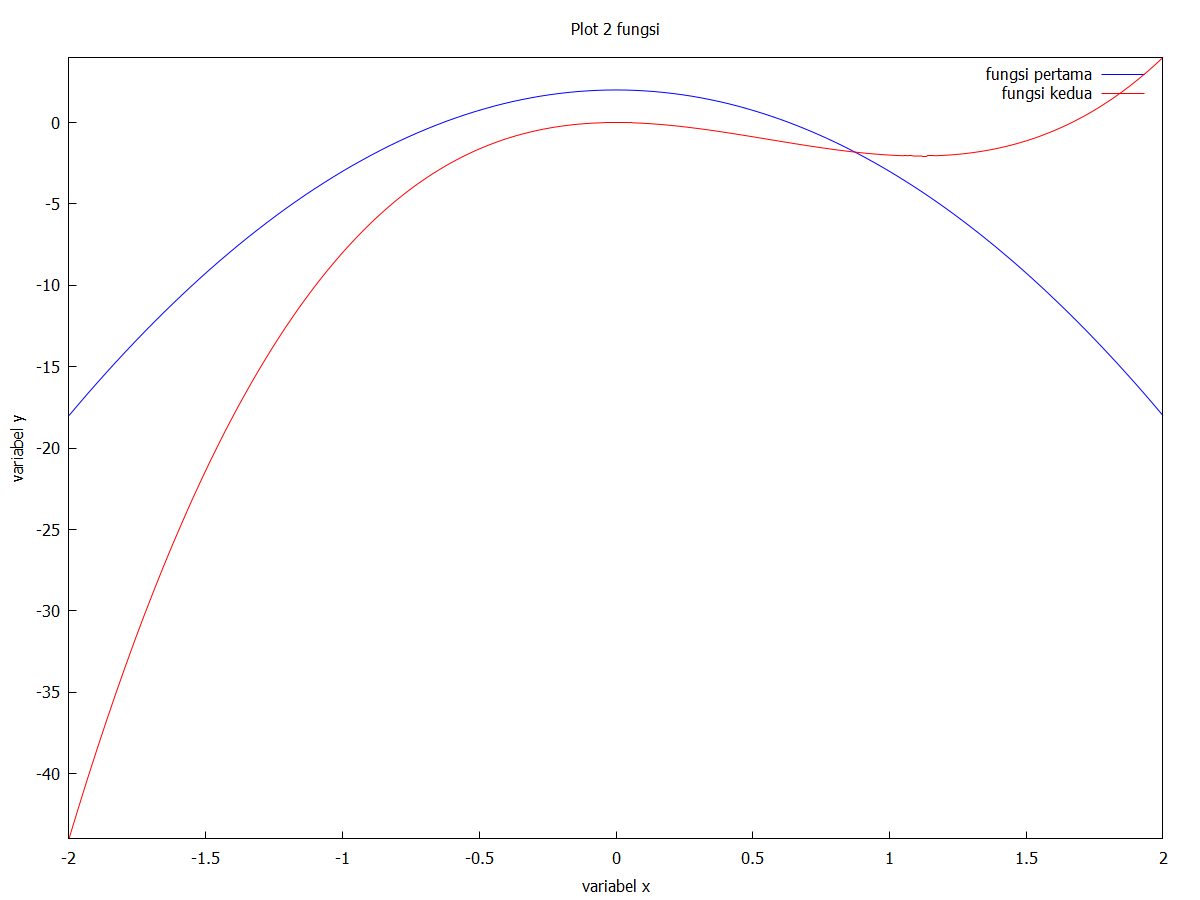 Plot 2 fungsi
fungsi pertama
fungsi kedua
0
-5
-10
-15
-20
-25
-30
-35
-40
variabel y
-2 -1.5 -1 -0.5 0 0.5 1 1.5 2
variabel x